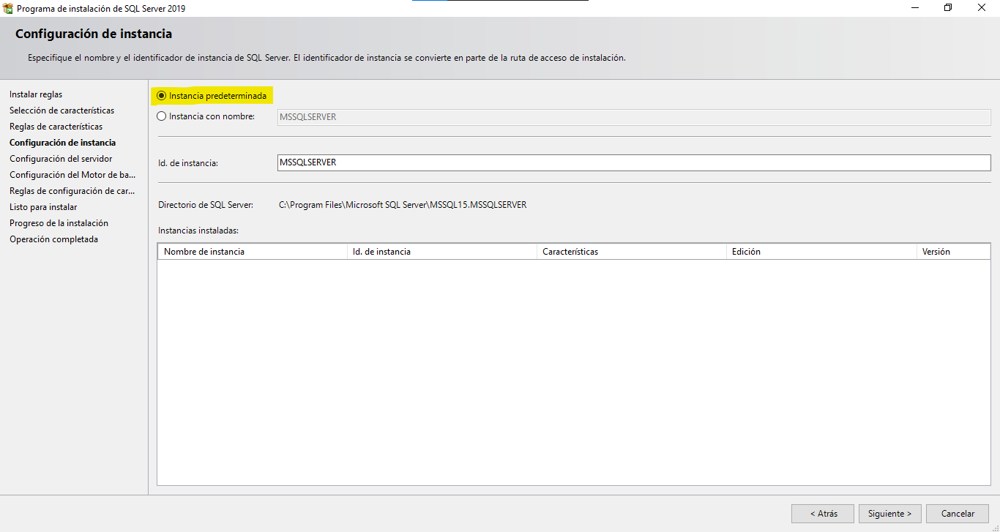 Programa de instalación de SQL Server 2019
Configuración de instancia
Especifique el nombre y el identificador de instancia de SQL Server. El identificador de instancia se convierte en parte de la ruta de acceso de instalación.
Instalar reglas
Selección de características
Reglas de características
Configuración de instancia
Configuración del servidor
Configuración del Motor de ba...
Reglas de configuración de car...
Listo para instalar
Progreso de la instalación
Operación completada
Instancia predeterminada
Instancia con nombre: MSSQLSERVER
Id. de instancia: MSSQLSERVER
Directorio de SQL Server: C:\Program Files\Microsoft SQL Server\MSSQL15.MSSQLSERVER
Instancias instaladas:
Nombre de instancia Id. de instancia Características Edición Versión
< Atrás Siguiente > Cancelar